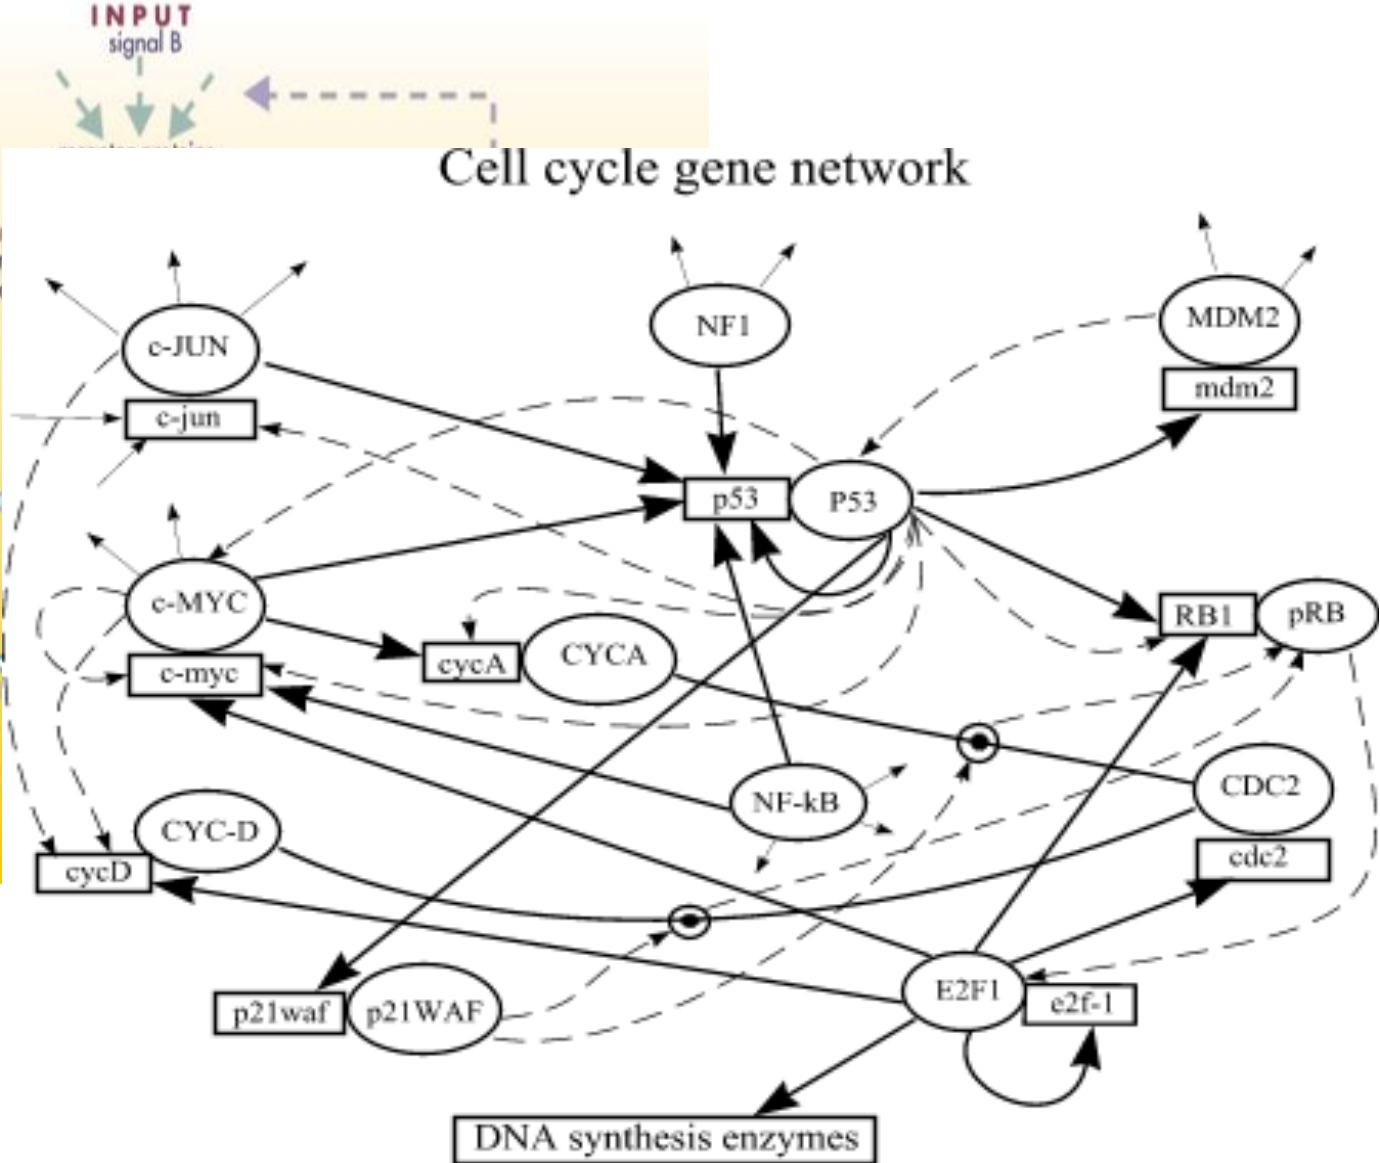 INPUT
signal B
Cell cycle gene network
c-JUN
c-jun
NF1
MDM2
mdm2
p53
P53
c-MYC
c-myc
cycA
CYCA
RB1
pRB
NF-kB
CDC2
cdc2
CYC-D
cycD
p21waf
p21WAF
E2F1
e2f-1
DNA synthesis enzymes